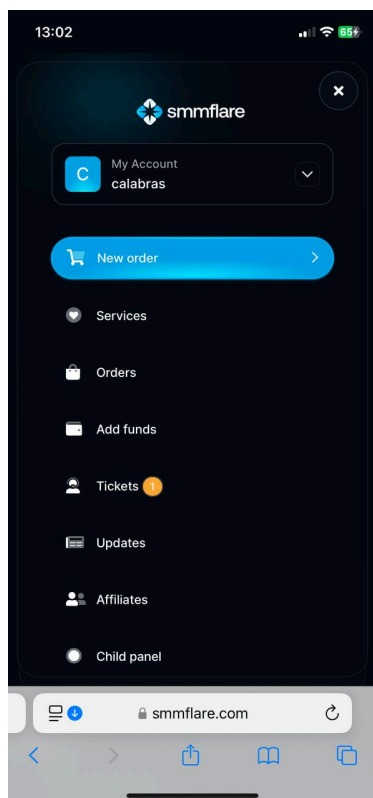 13:02
65
smmflare
My Account
C
calabras
New order
Services
Orders
Add funds
Tickets 1
Updates
Affiliates
Child panel
smmflare.com